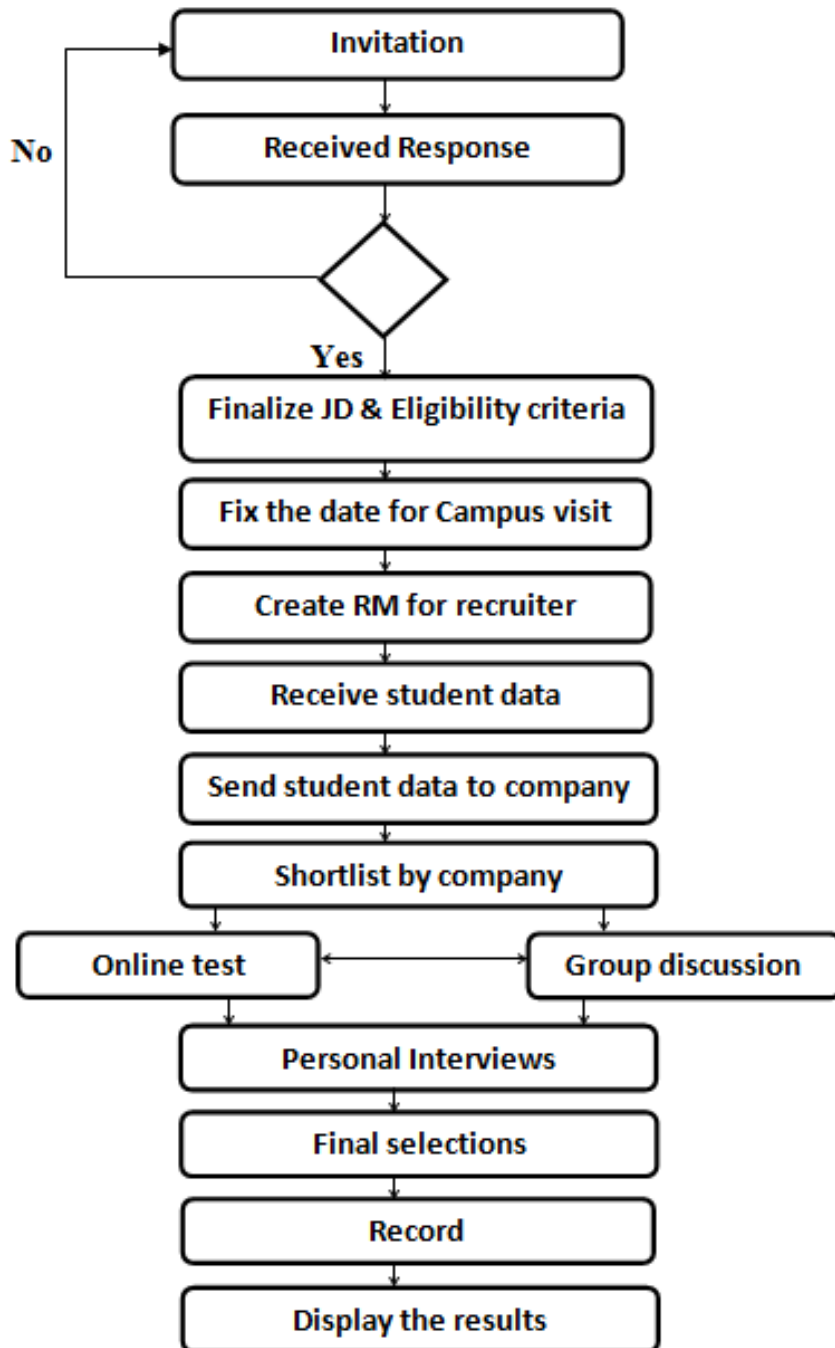 Invitation
Received Response
No
Yes
Finalize JD & Eligibility criteria
Fix the date for Campus visit
Create RM for recruiter
Receive student data
Send student data to company
Shortlist by company
Online test
Group discussion
Personal Interviews
Final selections
Record
Display the results